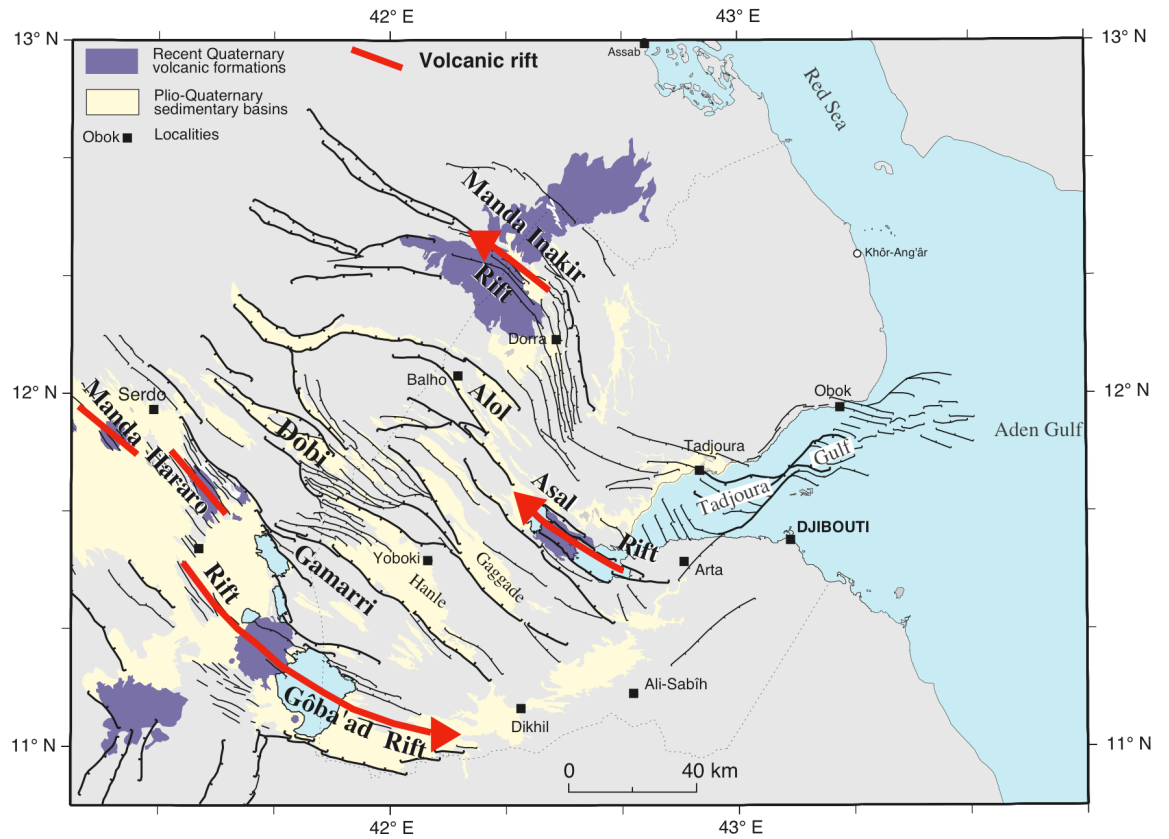 42° E
43° E
13° N
13° N
Recent Quaternary
volcanic formations
Volcanic rift
Plio-Quaternary
sedimentary basins
Obok
Localities
Assab
Red Sea
Manda Inakir
Rift
Khôr-Ang'âr
Dorra
Balho
Alol
12° N
12° N
Serdo
Manda Hararo
Rift
Dobi
Obok
Aden Gulf
Tadjoura
Tadjoura
Gulf
Asal
Rift
DJIBOUTI
Arta
Gamarri
Yoboki
Hanle
Gaggade
Ali-Sabîh
Gôba'ad Rift
Dikhil
11° N
11° N
0
40 km
42° E
43° E